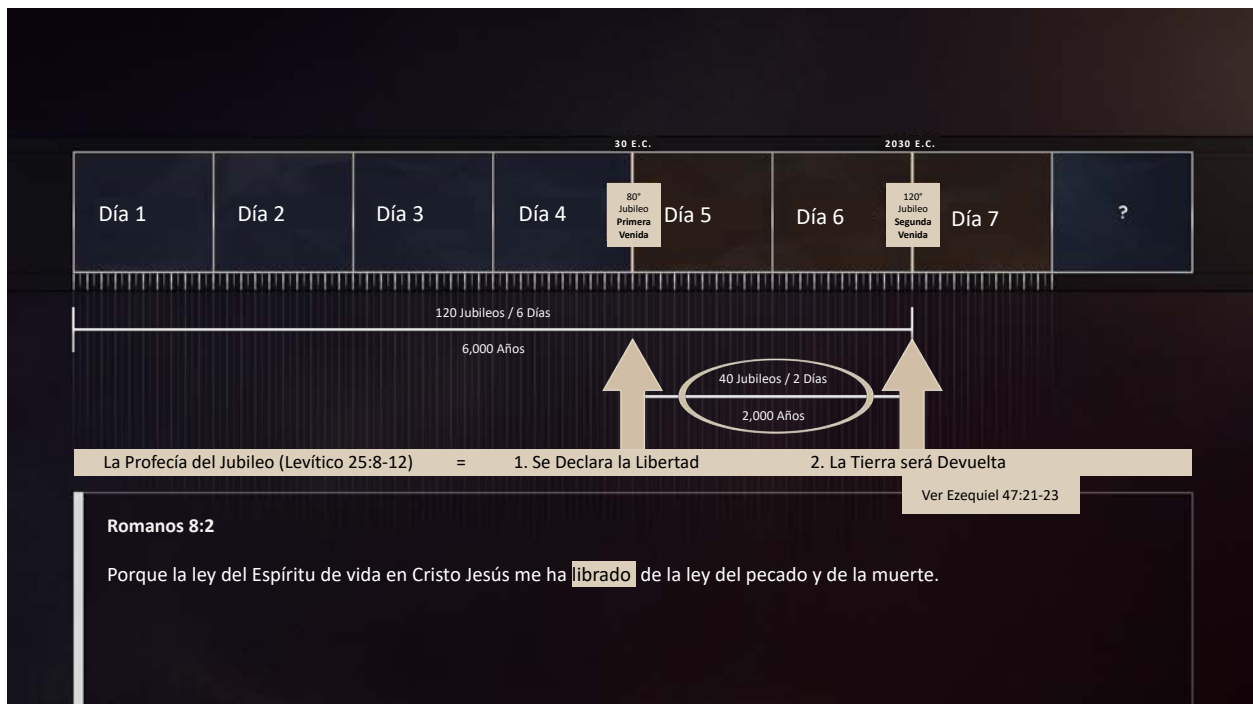 30 E.C.
2030 E.C.
Día 1
Día 2
Día 3
Día 4
80°
Jubileo
Primera
Venida
Día 5
Día 6
120°
Jubileo
Segunda
Venida
Día 7
?
120 Jubileos / 6 Días
6,000 Años
40 Jubileos / 2 Días
2,000 Años
La Profecía del Jubileo (Levítico 25:8-12) = 1. Se Declara la Libertad 2. La Tierra será Devuelta
Ver Ezequiel 47:21-23
Romanos 8:2
Porque la ley del Espíritu de vida en Cristo Jesús me ha librado de la ley del pecado y de la muerte.